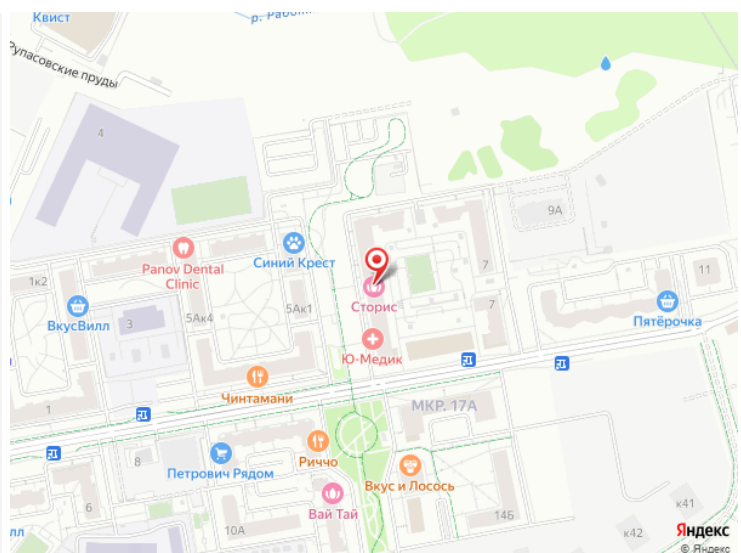 Квист
р. Рабо
Рупасовские пруды
4
9А
Синий Крест
Panov Dental
Clinic
1к2
7
7
11
ВкусВилл
3
5Ак4
5Ак1
Сторис
Пятёрочка
Ю-Медик
Чинтамани
1
МКР. 17А
8
Петрович Рядом
Риччо
Вкус и Лосось
6
Вай Тай
10А
14Б
к41
к42
лл
Яндекс
© Яндекс